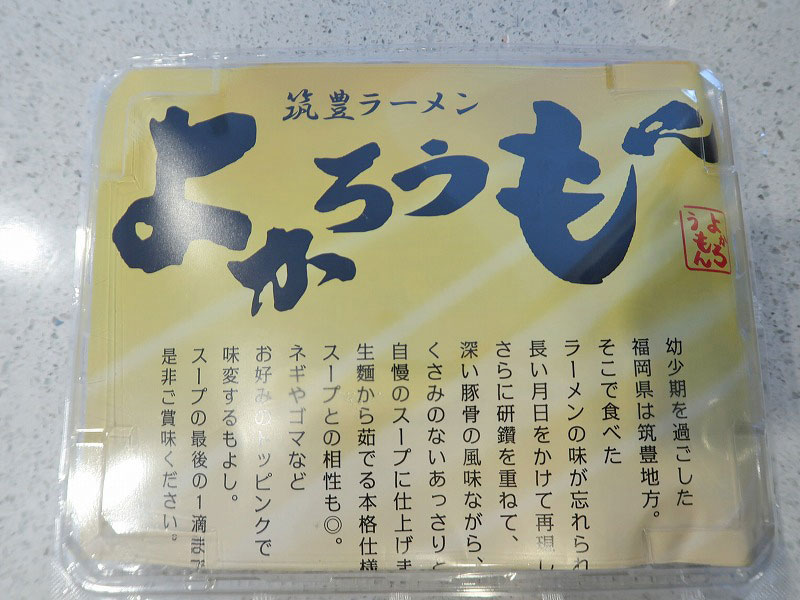 筑豊ラーメン
よかろうもん
よかろ
うもん
幼少期を過ごした
福岡県は筑豊地方。
そこで食べた
ラーメンの味が忘れられ
長い月日をかけて再現し
さらに研鑽を重ねて、
深い豚骨の風味ながら、
くさみのないあっさりと
自慢のスープに仕上げま
生麺から茹でる本格仕様
スープとの相性も◎。
ネギやゴマなど
お好みのトッピングで
味変するもよし。
スープの最後の1滴まで
是非ご賞味ください。